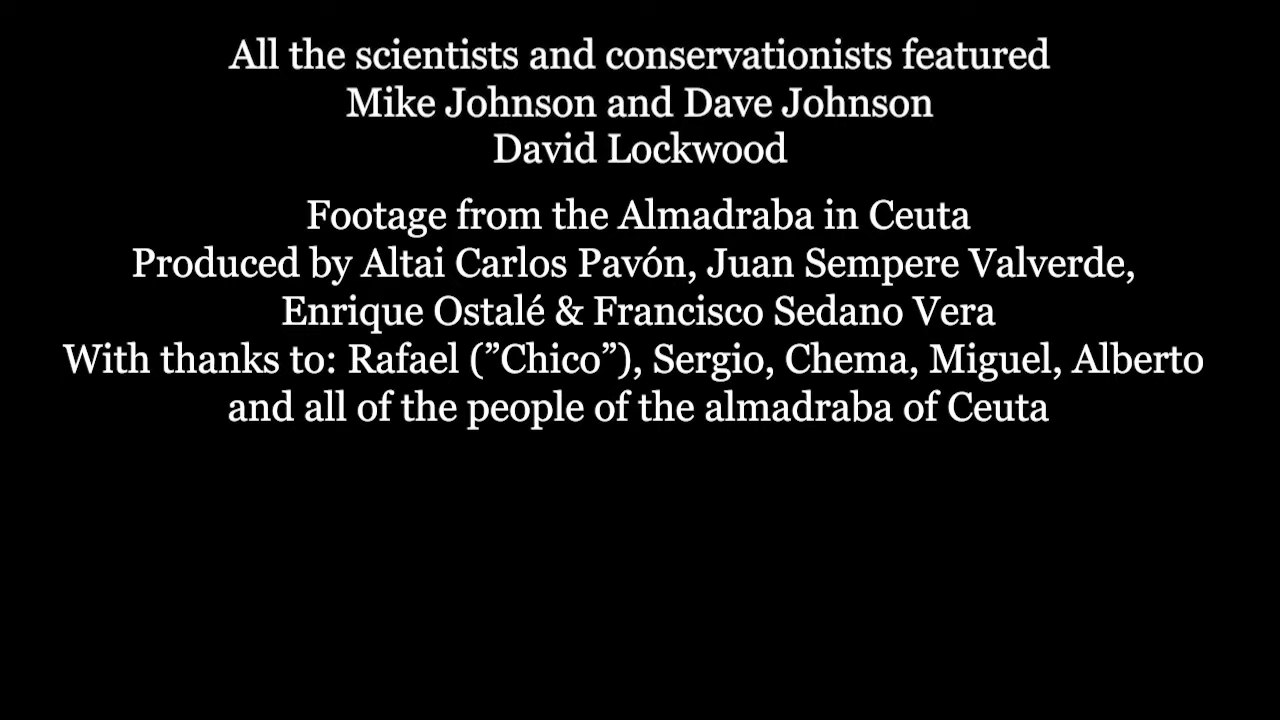 All the scientists and conservationists featured
Mike Johnson and Dave Johnson
David Lockwood
Footage from the Almadraba in Ceuta
Produced by Altai Carlos Pavón, Juan Sempere Valverde,
Enrique Ostalé & Francisco Sedano Vera
With thanks to: Rafael (”Chico”), Sergio, Chema, Miguel, Alberto
and all of the people of the almadraba of Ceuta